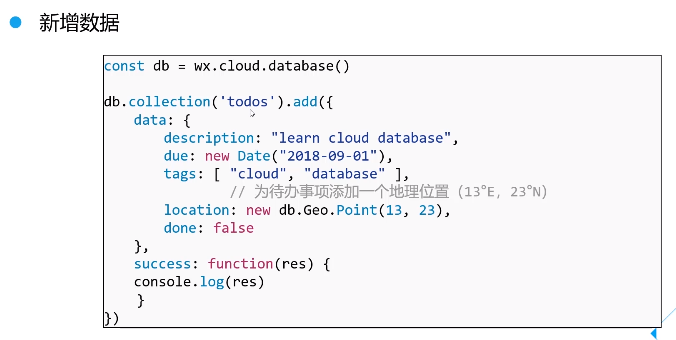 新增数据
const db = wx.cloud.database()
db.collection('todos').add({
data: {
description: "learn cloud database",
due: new Date("2018-09-01"),
tags: [ "cloud", "database" ],
// 为待办事项添加一个地理位置（13°E，23°N）
location: new db.Geo.Point(13, 23),
done: false
},
success: function(res) {
console.log(res)
}
})